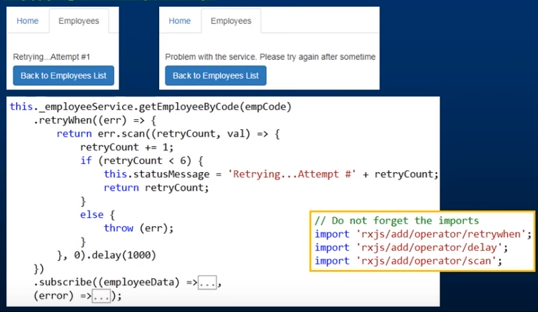 Home Employees
Retrying...Attempt #1
Back to Employees List
Home Employees
Problem with the service. Please try again after sometime
Back to Employees List
this._employeeService.getEmployeeByCode(empCode)
.retryWhen((err) => {
return err.scan((retryCount, val) => {
retryCount += 1;
if (retryCount < 6) {
this.statusMessage = 'Retrying...Attempt #' + retryCount;
return retryCount;
}
else {
throw (err);
}
}, 0).delay(1000)
})
.subscribe((employeeData) =>...,
(error) =>...);
// Do not forget the imports
import 'rxjs/add/operator/retrywhen';
import 'rxjs/add/operator/delay';
import 'rxjs/add/operator/scan';